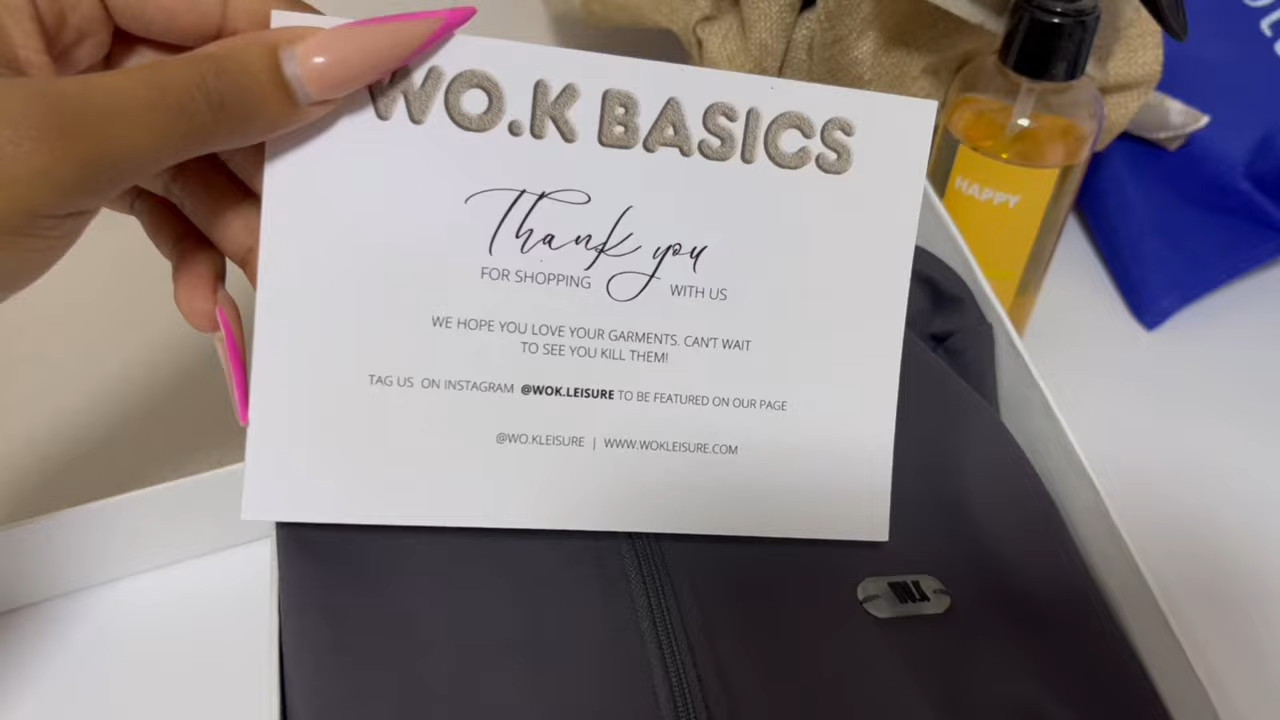 WO.K BASICS
Thank you
FOR SHOPPING WITH US
WE HOPE YOU LOVE YOUR GARMENTS. CAN'T WAIT
TO SEE YOU KILL THEM!
TAG US ON INSTAGRAM @WOK.LEISURE TO BE FEATURED ON OUR PAGE
@WO.KLEISURE | WWW.WOKLEISURE.COM
HAPPY